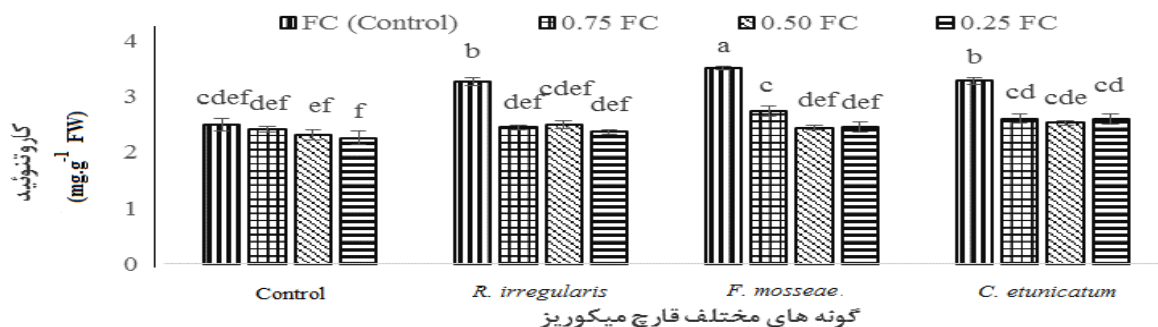 FC (Control) 0.75 FC 0.50 FC 0.25 FC
4
3
2
1
0
کاروتنوئید
(mg.g-1 FW)
cdef def ef f
b def cdef def
a c def def
b cd cde cd
Control R. irregularis F. mosseae. C. etunicatum
گونه های مختلف قارچ میکوریز